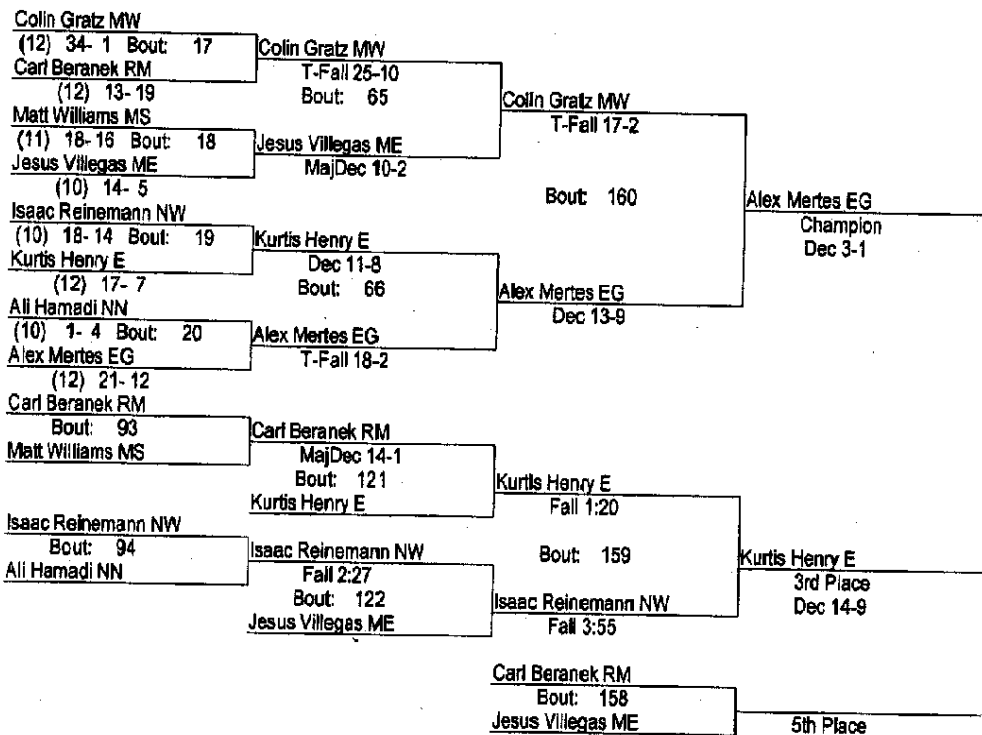 Colin Gratz MW
(12) 34- 1 Bout: 17
Carl Beranek RM
(12) 13- 19
Matt Williams MS
(11) 18- 16 Bout: 18
Jesus Villegas ME
(10) 14- 5
Isaac Reinemann NW
(10) 18- 14 Bout: 19
Kurtis Henry E
(12) 17- 7
Ali Hamadi NN
(10) 1- 4 Bout: 20
Alex Mertes EG
(12) 21- 12
Colin Gratz MW
T-Fall 25-10
Bout: 65
Jesus Villegas ME
MajDec 10-2
Kurtis Henry E
Dec 11-8
Bout: 66
Alex Mertes EG
T-Fall 18-2
Colin Gratz MW
T-Fall 17-2
Bout: 160
Alex Mertes EG
Dec 13-9
Alex Mertes EG
Champion
Dec 3-1
Carl Beranek RM
Bout: 93
Matt Williams MS
Isaac Reinemann NW
Bout: 94
Ali Hamadi NN
Carl Beranek RM
MajDec 14-1
Bout: 121
Kurtis Henry E
Isaac Reinemann NW
Fall 2:27
Bout: 122
Jesus Villegas ME
Kurtis Henry E
Fall 1:20
Bout: 159
Isaac Reinemann NW
Fall 3:55
Kurtis Henry E
3rd Place
Dec 14-9
Carl Beranek RM
Bout: 158
Jesus Villegas ME
5th Place